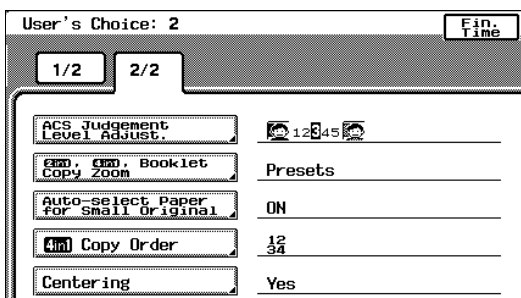 User's Choice: 2
Fin.
Time
1/2
2/2
ACS Judgement
Level Adjust.
12345
2in1, 4in1, Booklet
Copy Zoom
Presets
Auto-select Paper
for Small Original
ON
4in1 Copy Order
12
34
Centering
Yes